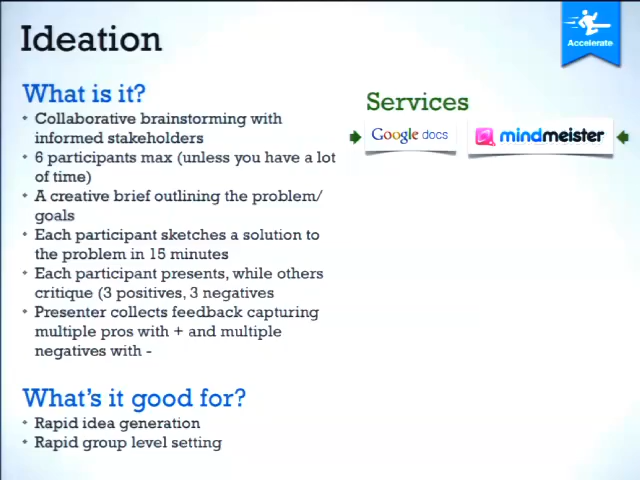 Ideation
Accelerate
What is it?
Collaborative brainstorming with
informed stakeholders
6 participants max (unless you have a lot
of time)
A creative brief outlining the problem/
goals
Each participant sketches a solution to
the problem in 15 minutes
Each participant presents, while others
critique (3 positives, 3 negatives
Presenter collects feedback capturing
multiple pros with + and multiple
negatives with -
What's it good for?
Rapid idea generation
Rapid group level setting
Services
Google docs
mindmeister